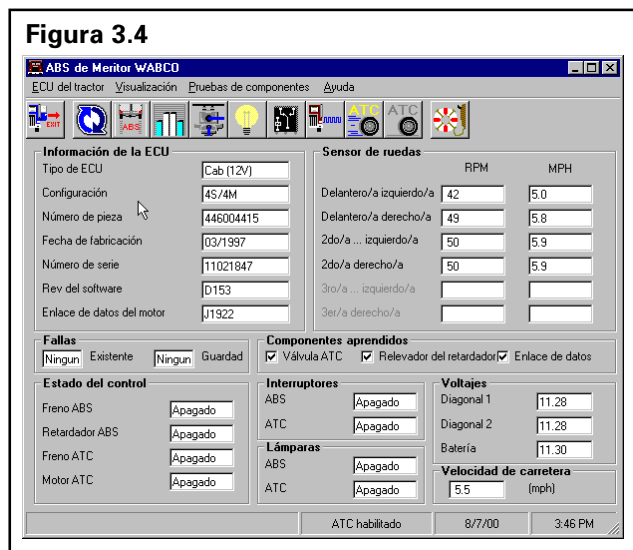 Figura 3.4
ABS de Meritor WABCO
ECU del tractor Visualización Pruebas de componentes Ayuda
EXIT ABS ATC ATC
Información de la ECU
Tipo de ECU Cab (12V)
Configuración 4S/4M
Número de pieza 446004415
Fecha de fabricación 03/1997
Número de serie 11021847
Rev del software D153
Enlace de datos del motor J1922
Sensor de ruedas
RPM MPH
Delantero/a izquierdo/a 42 5.0
Delantero/a derecho/a 49 5.8
2do/a ... izquierdo/a 50 5.9
2do/a derecho/a 50 5.9
3ro/a ... izquierdo/a
3er/a derecho/a
Fallas
Ningun Existente Ningun Guardad
Componentes aprendidos
Válvula ATC Relevador del retardador Enlace de datos
Estado del control
Freno ABS Apagado
Retardador ABS Apagado
Freno ATC Apagado
Motor ATC Apagado
Interruptores
ABS Apagado
ATC Apagado
Lámparas
ABS Apagado
ATC Apagado
Voltajes
Diagonal 1 11.28
Diagonal 2 11.28
Batería 11.30
Velocidad de carretera
5.5 (mph)
ATC habilitado 8/7/00 3:46 PM